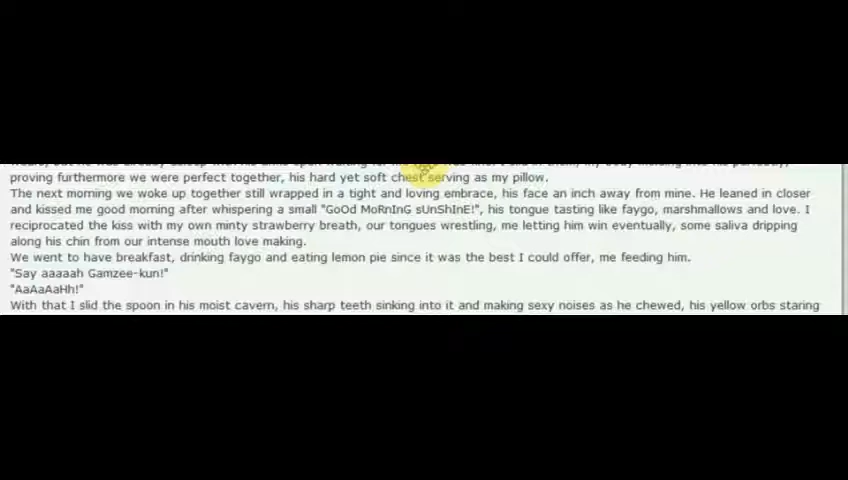 proving furthermore we were perfect together, his hard yet soft chest serving as my pillow.
The next morning we woke up together still wrapped in a tight and loving embrace, his face an inch away from mine. He leaned in closer
and kissed me good morning after whispering a small "GoOd MoRnInG sUnShInE!", his tongue tasting like faygo, marshmallows and love. I
reciprocated the kiss with my own minty strawberry breath, our tongues wrestling, me letting him win eventually, some saliva dripping
along his chin from our intense mouth love making.
We went to have breakfast, drinking faygo and eating lemon pie since it was the best I could offer, me feeding him.
"Say aaaaah Gamzee-kun!"
"AaAaAaHh!"
With that I slid the spoon in his moist cavern, his sharp teeth sinking into it and making sexy noises as he chewed, his yellow orbs staring